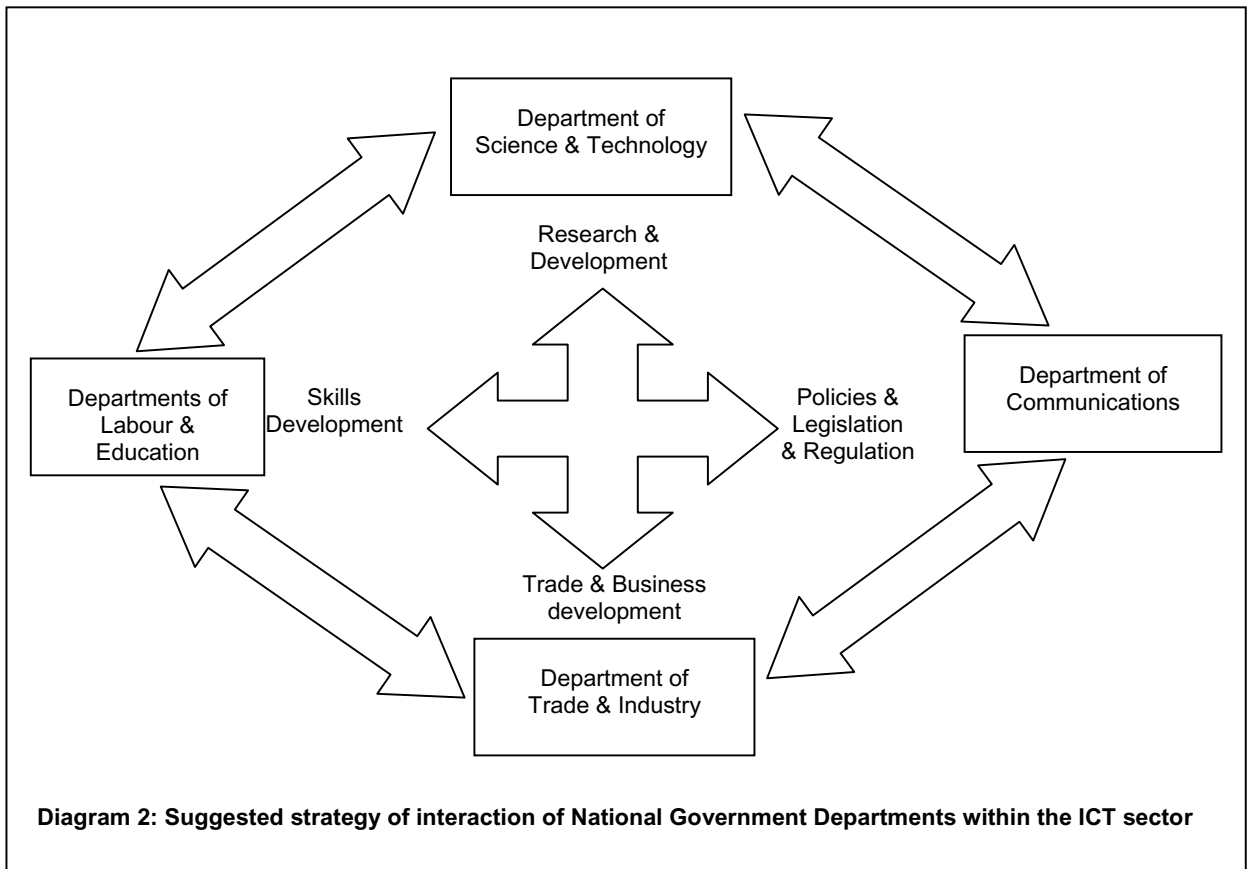 Department of
Science & Technology
Research &
Development
Departments of
Labour &
Education
Skills
Development
Policies &
Legislation
& Regulation
Department of
Communications
Trade & Business
development
Department of
Trade & Industry
Diagram 2: Suggested strategy of interaction of National Government Departments within the ICT sector